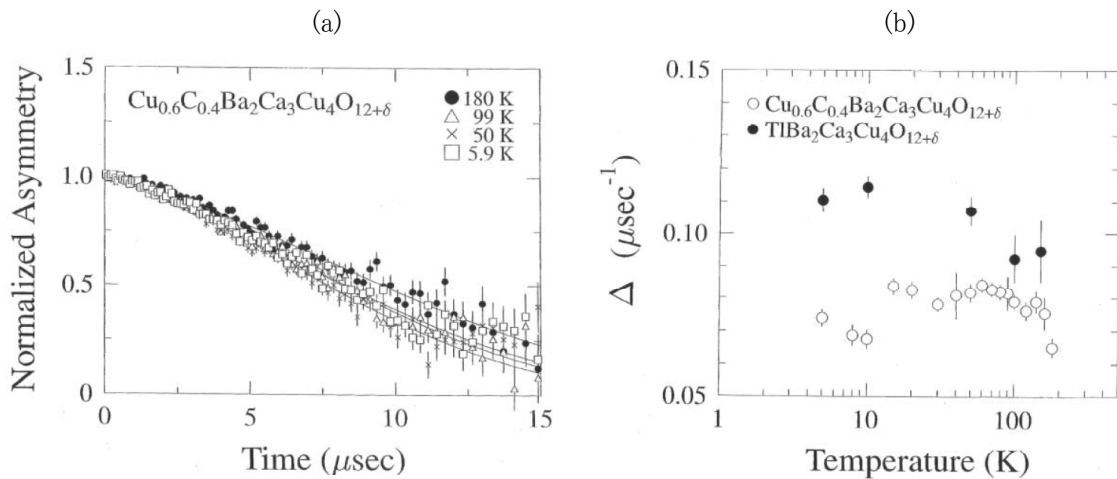 (a)
1.5
Cu0.6C0.4Ba2Ca3Cu4O12+δ
● 180 K
△ 99 K
× 50 K
□ 5.9 K
1.0
0.5
0
0 5 10 15
Normalized Asymmetry
Time (μsec)
(b)
0.15
○ Cu0.6C0.4Ba2Ca3Cu4O12+δ
● TlBa2Ca3Cu4O12+δ
0.10
0.05
1 10 100
Δ (μsec-1)
Temperature (K)